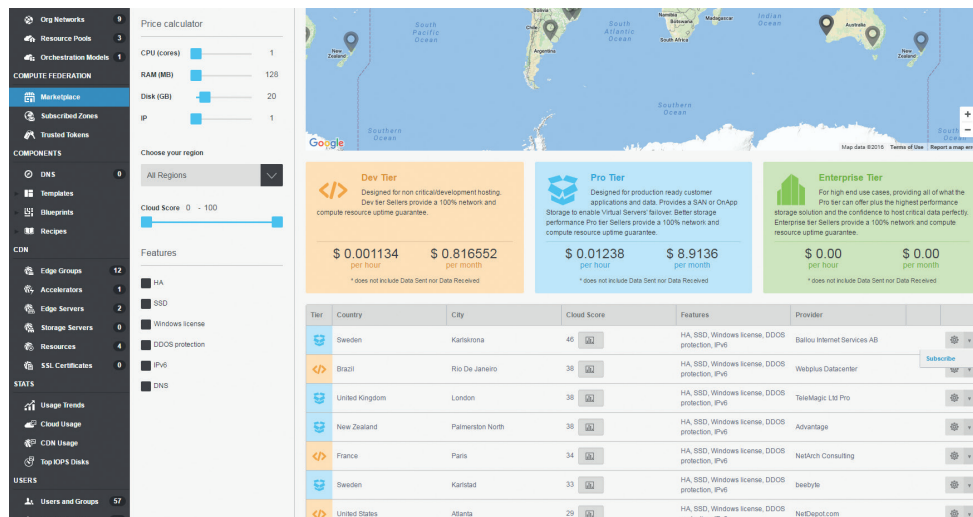 Org Networks 9
Resource Pools 3
Orchestration Models 1
COMPUTE FEDERATION
Marketplace
Subscribed Zones
Trusted Tokens
COMPONENTS
DNS 0
Templates
Blueprints
Recipes
CDN
Edge Groups 12
Accelerators 1
Edge Servers 2
Storage Servers 0
Resources 4
SSL Certificates 0
STATS
Usage Trends
Cloud Usage
CDN Usage
Top IOPS Disks
USERS
Users and Groups 57
Price calculator
CPU (cores) 1
RAM (MB) 128
Disk (GB) 20
IP 1
Choose your region
All Regions
Cloud Score 0 - 100
Features
HA
SSD
Windows license
DDOS protection
IPv6
DNS
Bolivia
Chile
Argentina
South
Pacific
Ocean
New
Zealand
South
Atlantic
Ocean
Namibia
Botswana
Madagascar
South Africa
Indian
Ocean
Australia
New
Zealand
Southern
Ocean
Southern
Ocean
South
Ocean
+
−
Google
Map data ©2016 Terms of Use Report a map err
Dev Tier
Designed for non critical/development hosting.
Dev tier Sellers provide a 100% network and
compute resource uptime guarantee.
$ 0.001134 $ 0.816552
per hour per month
* does not include Data Sent nor Data Received
Pro Tier
Designed for production ready customer
applications and data. Provides a SAN or OnApp
Storage to enable Virtual Servers' failover. Better storage
performance Pro tier Sellers provide a 100% network and
compute resource uptime guarantee.
$ 0.01238 $ 8.9136
per hour per month
* does not include Data Sent nor Data Received
Enterprise Tier
For high end use cases, providing all of what the
Pro tier can offer plus the highest performance
storage solution and the confidence to host critical data perfectly.
Enterprise tier Sellers provide a 100% network and compute
resource uptime guarantee.
$ 0.00 $ 0.00
per hour per month
* does not include Data Sent nor Data Received
Tier Country City Cloud Score Features Provider
Sweden Karlskrona 46 HA, SSD, Windows license, DDOS
protection, IPv6 Ballou Internet Services AB
Subscribe
Brazil Rio De Janeiro 38 HA, SSD, Windows license, DDOS
protection, IPv6 Webplus Datacenter
United Kingdom London 38 HA, SSD, Windows license, DDOS
protection, IPv6 TeleMagic Ltd Pro
New Zealand Palmerston North 38 HA, SSD, Windows license, DDOS
protection, IPv6 Advantage
France Paris 34 HA, SSD, Windows license, DDOS
protection, IPv6 NetArch Consulting
Sweden Karlstad 33 HA, SSD, Windows license, DDOS
protection, IPv6 beebyte
United States Atlanta 29 HA, SSD, Windows license, DDOS
NetDepot.com